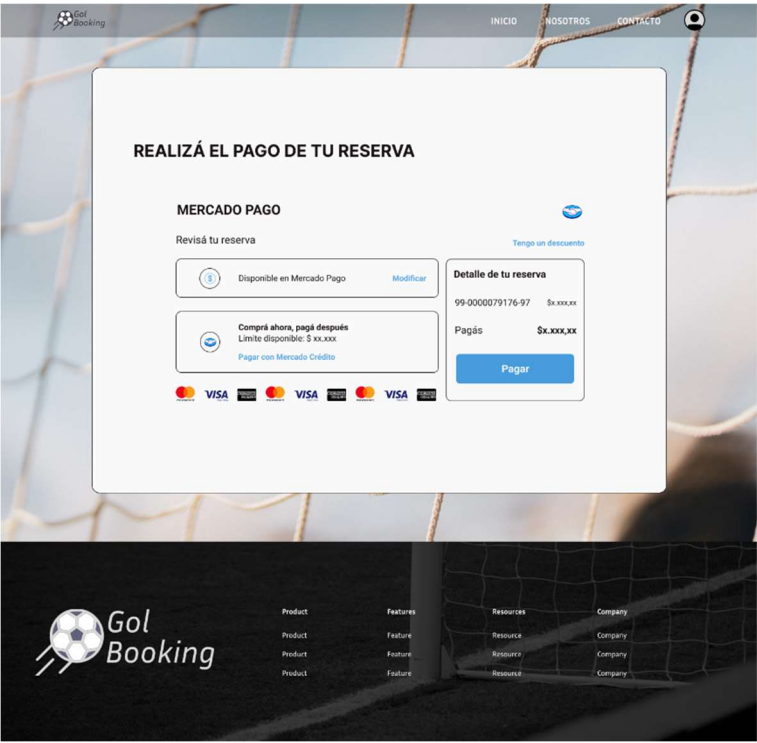 Gol
Booking
INICIO NOSOTROS CONTACTO
REALIZÁ EL PAGO DE TU RESERVA
MERCADO PAGO
Revisá tu reserva
Tengo un descuento
Disponible en Mercado Pago Modificar
Comprá ahora, pagá después
Límite disponible: $ xx.xxx
Pagar con Mercado Crédito
Detalle de tu reserva
99-0000079176-97 $x.xxx,xx
Pagás $x.xxx,xx
Pagar
VISA VISA VISA
Gol
Booking
Product Features Resources Company
Product Feature Resource Company
Product Feature Resource Company
Product Feature Resource Company